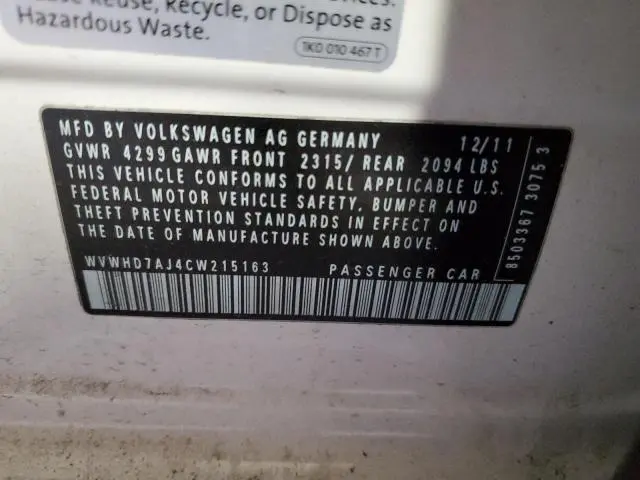 Reuse, Recycle, or Dispose as
Hazardous Waste.
1K0 010 467 T
MFD BY VOLKSWAGEN AG GERMANY 12/11
GVWR 4299 GAWR FRONT 2315/ REAR 2094 LBS
THIS VEHICLE CONFORMS TO ALL APPLICABLE U.S.
FEDERAL MOTOR VEHICLE SAFETY, BUMPER AND
THEFT PREVENTION STANDARDS IN EFFECT ON
THE DATE OF MANUFACTURE SHOWN ABOVE.
WVWHD7AJ4CW215163 PASSENGER CAR
8503367 3075 3